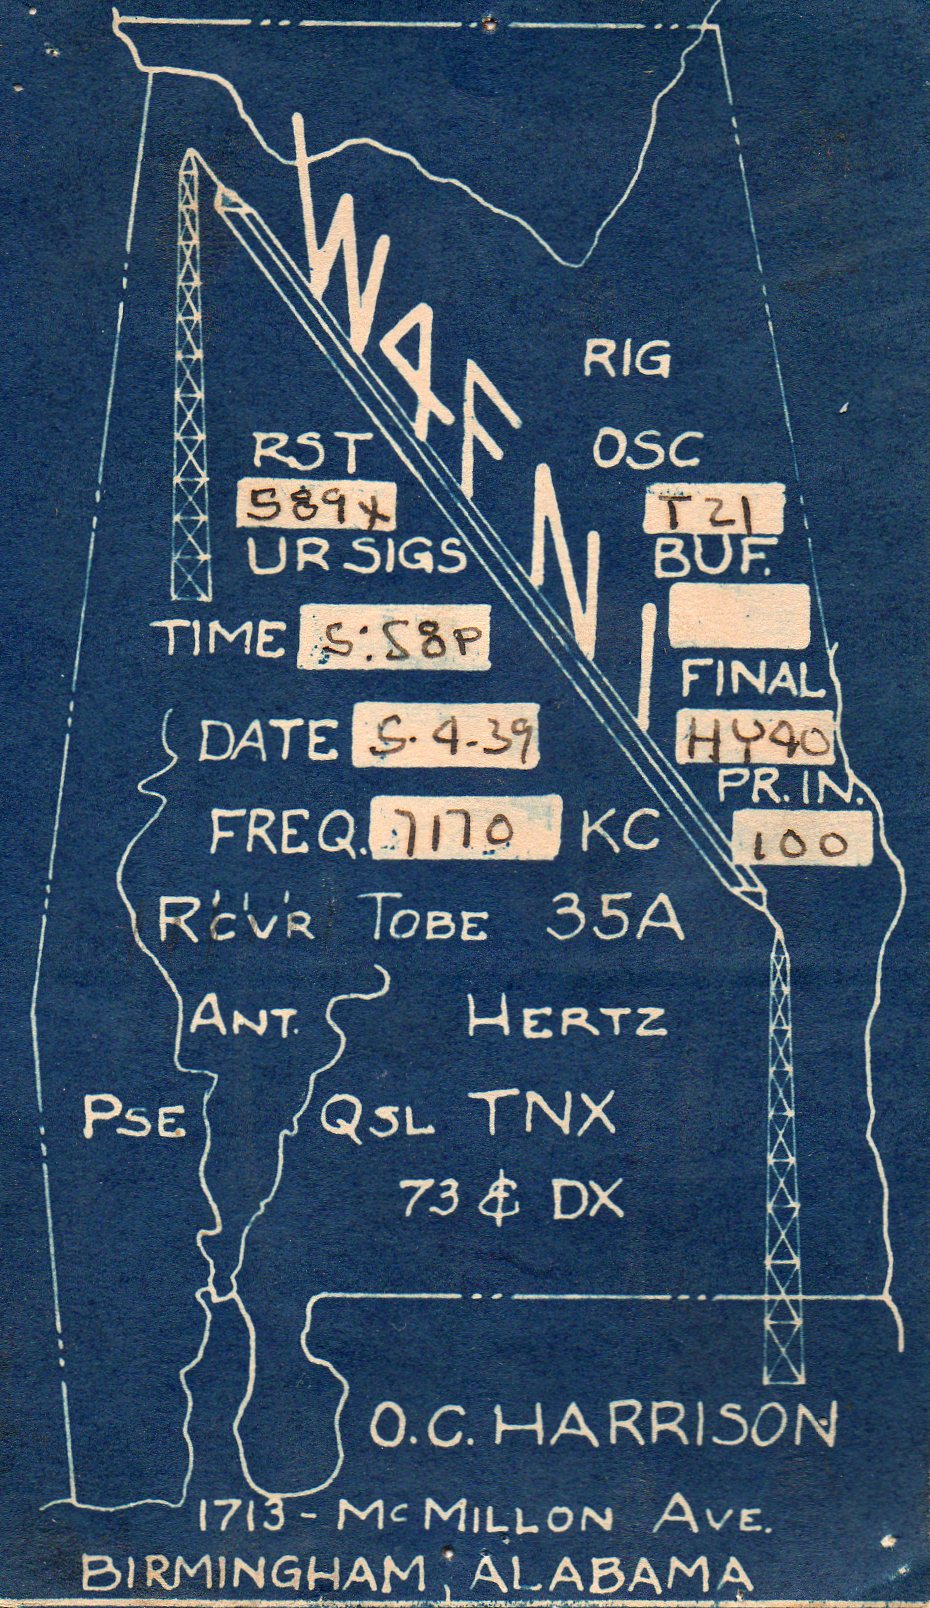 W4FNI
RIG
RST
OSC
589x
T21
UR SIGS
BUF.
TIME 5:58P
FINAL
DATE 5-4-39
HY40
PR. IN.
FREQ. 7170 KC
100
RCVR TOBE 35A
ANT. HERTZ
PSE QSL TNX
73 & DX
O.C. HARRISON
1713 - McMILLON AVE.
BIRMINGHAM, ALABAMA